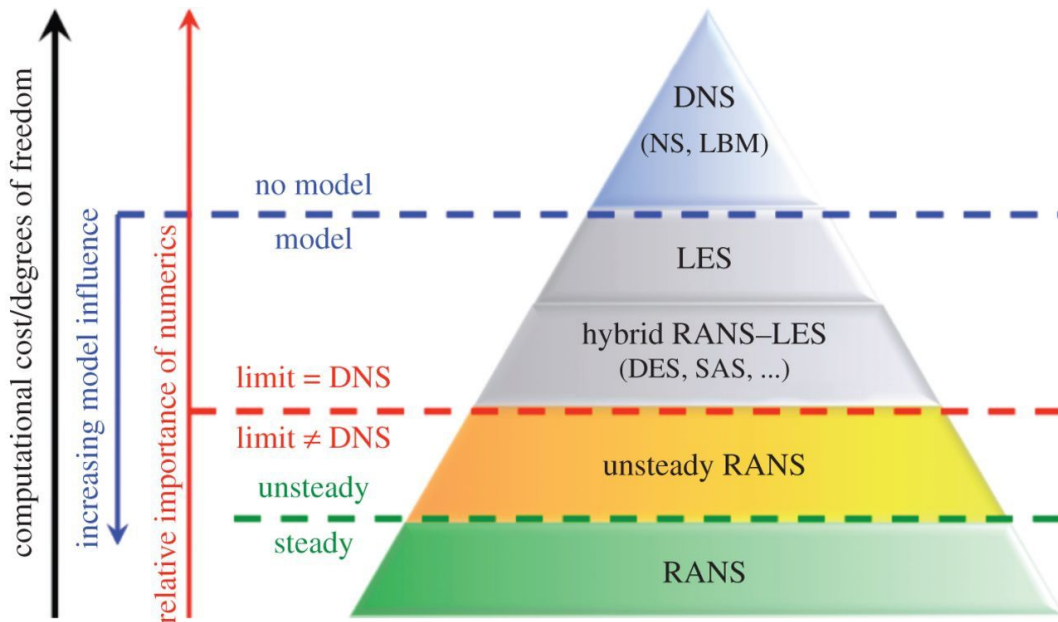 computational cost/degrees of freedom
increasing model influence
relative importance of numerics
no model
model
limit = DNS
limit ≠ DNS
unsteady
steady
DNS
(NS, LBM)
LES
hybrid RANS–LES
(DES, SAS, ...)
unsteady RANS
RANS